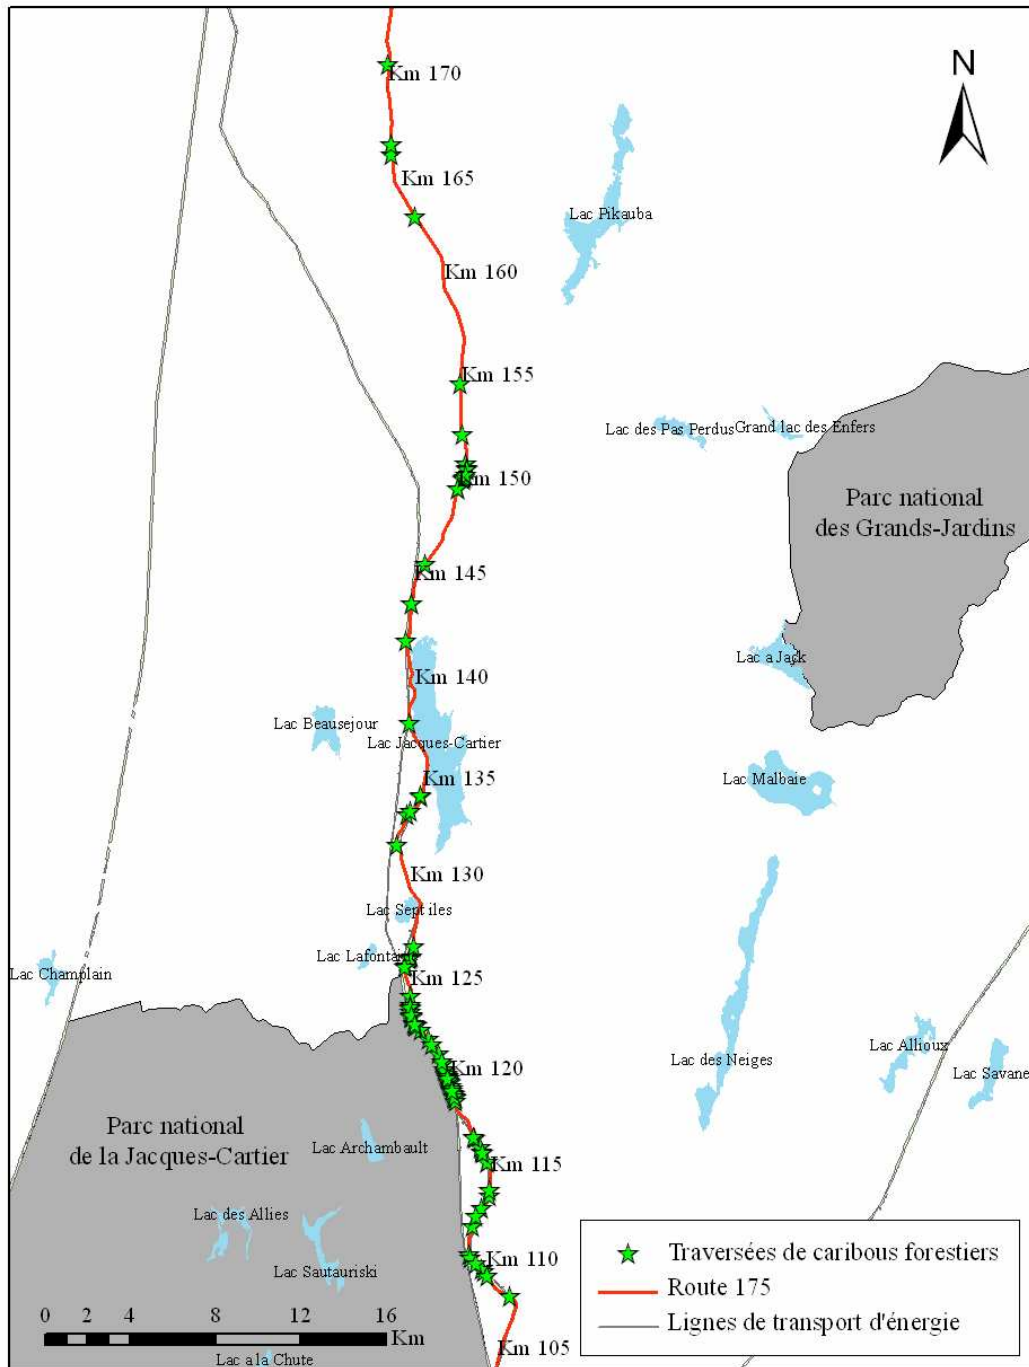 Km 170
N
Km 165
Lac Pikauba
Km 160
Km 155
Lac des Pas Perdus
Grand lac des Enfers
Km 150
Parc national
des Grands-Jardins
Km 145
Lac a Jack
Km 140
Lac Beausejour
Lac Jacques-Cartier
Km 135
Lac Malbaie
Km 130
Lac Sept iles
Lac Lafontaine
Lac Champlain
Km 125
Lac des Neiges
Lac Allioux
Lac Savane
Km 120
Parc national
de la Jacques-Cartier
Lac Archambault
Km 115
Lac des Allies
Lac Sautauriski
Km 110
Traversées de caribous forestiers
Route 175
Lignes de transport d'énergie
0 2 4 8 12 16
Km
Km 105
Lac a la Chute